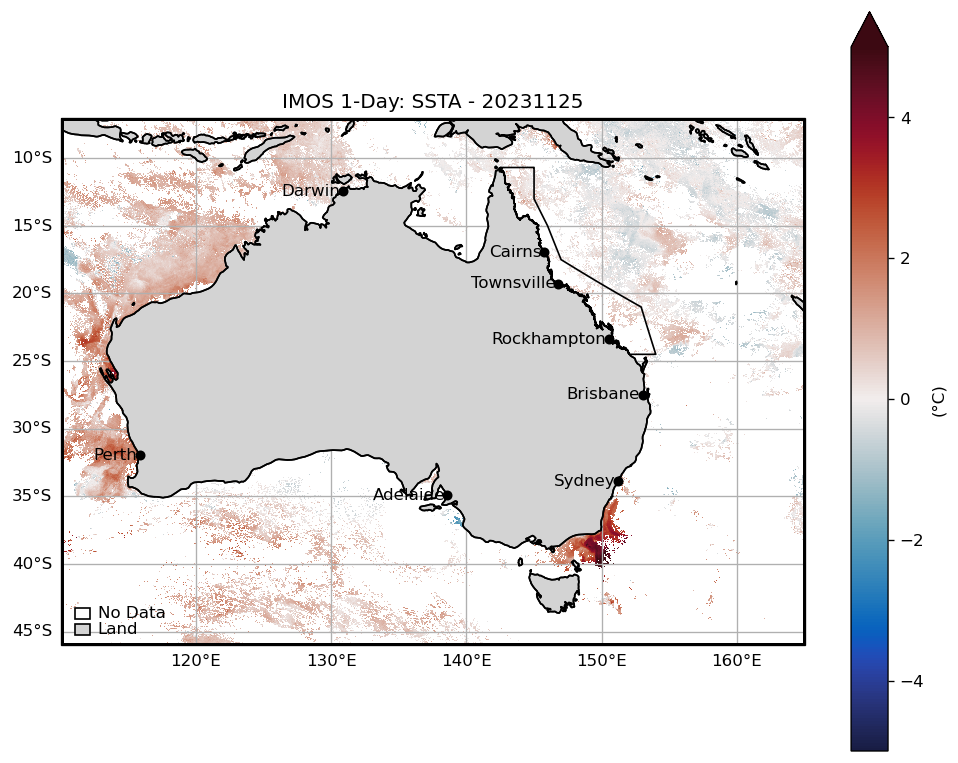 IMOS 1-Day: SSTA - 20231125
10°S
15°S
20°S
25°S
30°S
35°S
40°S
45°S
Darwin
Cairns
Townsville
Rockhampton
Brisbane
Perth
Sydney
Adelaide
No Data
Land
120°E
130°E
140°E
150°E
160°E
4
2
0
−2
−4
(°C)